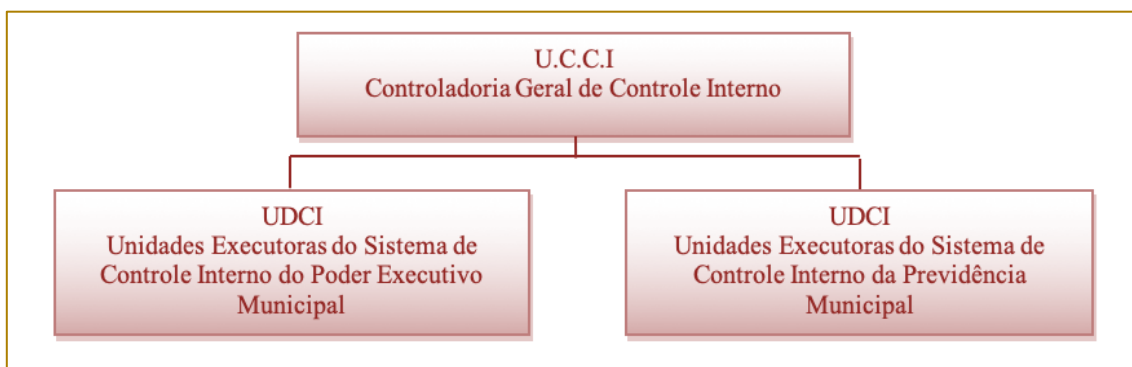 U.C.C.I
Controladoria Geral de Controle Interno
UDCI
Unidades Executoras do Sistema de
Controle Interno do Poder Executivo
Municipal
UDCI
Unidades Executoras do Sistema de
Controle Interno da Previdência
Municipal